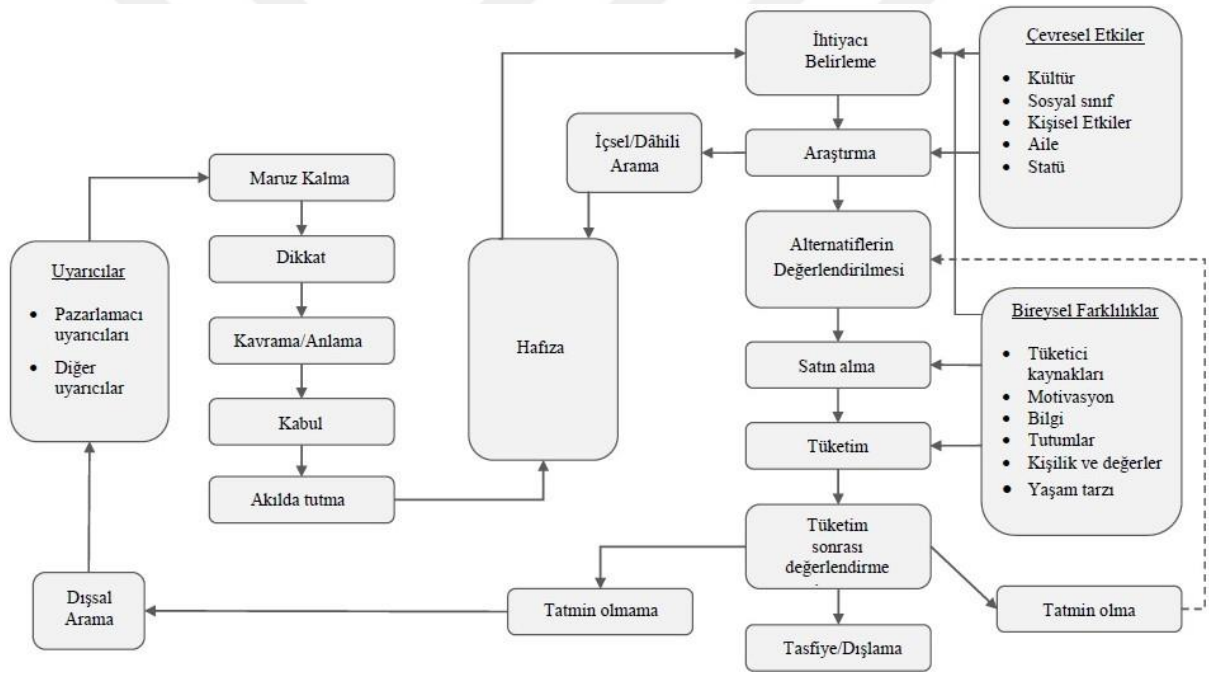 İhtiyacı
Belirleme
Çevresel Etkiler
• Kültür
• Sosyal sınıf
• Kişisel Etkiler
• Aile
• Statü
İçsel/Dâhili
Arama
Araştırma
Maruz Kalma
Dikkat
Kavrama/Anlama
Kabul
Akılda tutma
Uyarıcılar
• Pazarlamacı
uyarıcıları
• Diğer
uyarıcılar
Hafıza
Alternatiflerin
Değerlendirilmesi
Bireysel Farklılıklar
• Tüketici
kaynakları
• Motivasyon
• Bilgi
• Tutumlar
• Kişilik ve değerler
• Yaşam tarzı
Satın alma
Tüketim
Tüketim
sonrası
değerlendirme
Dışsal
Arama
Tatmin olmama
Tatmin olma
Tasfiye/Dışlama